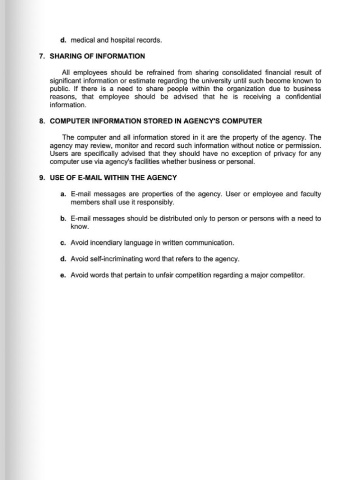 d. medical and hospital records.
7. SHARING OF INFORMATION
All employees should be refrained from sharing consolidated financial result of
significant information or estimate regarding the university until such become known to
public. If there is a need to share people within the organization due to business
reasons, that employee should be advised that he is receiving a confidential
information.
8. COMPUTER INFORMATION STORED IN AGENCY'S COMPUTER
The computer and all information stored in it are the property of the agency. The
agency may review, monitor and record such information without notice or permission.
Users are specifically advised that they should have no exception of privacy for any
computer use via agency's facilities whether business or personal.
9. USE OF E-MAIL WITHIN THE AGENCY
a. E-mail messages are properties of the agency. User or employee and faculty
members shall use it responsibly.
b. E-mail messages should be distributed only to person or persons with a need to
know.
c. Avoid incendiary language in written communication.
d. Avoid self-incriminating word that refers to the agency.
e. Avoid words that pertain to unfair competition regarding a major competitor.